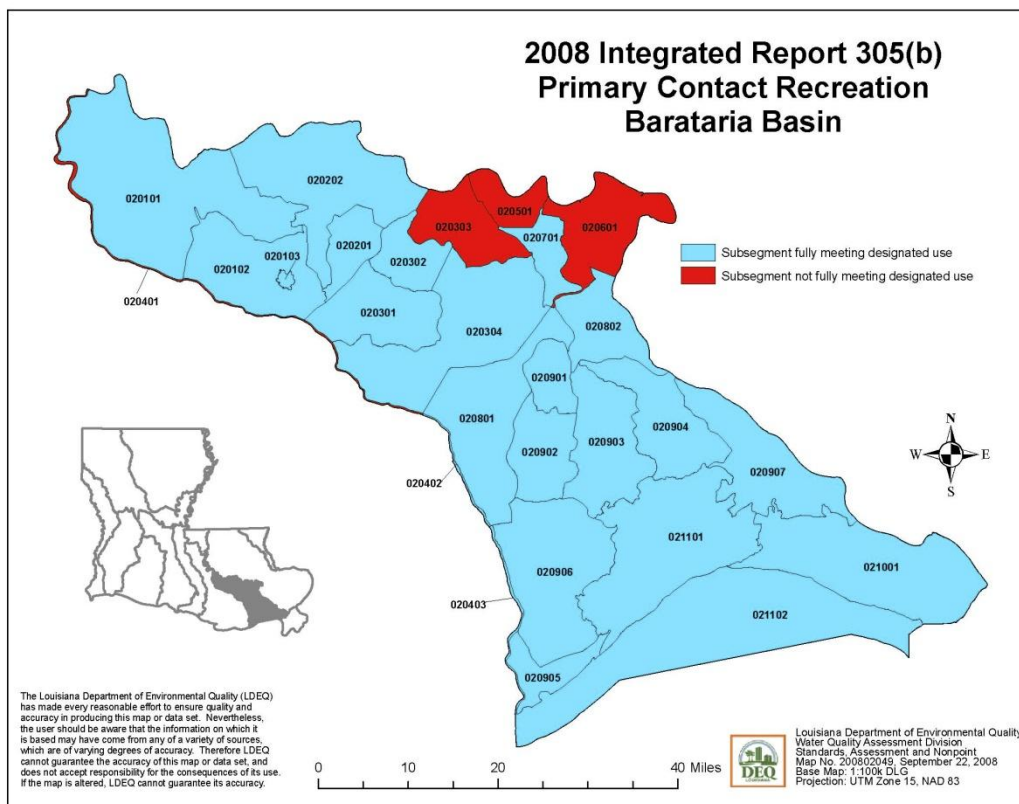 2008 Integrated Report 305(b)
Primary Contact Recreation
Barataria Basin
020101
020202
020303
020501
020601
020701
020201
020103
020102
020302
020401
020301
020304
020802
Subsegment fully meeting designated use
Subsegment not fully meeting designated use
020901
020801
020904
020903
020902
020402
020907
N
W
E
S
021101
020906
021001
020403
021102
020905
The Louisiana Department of Environmental Quality (LDEQ)
has made every reasonable effort to ensure quality and
accuracy in producing this map or data set. Nevertheless,
the user should be aware that the information on which it
is based may have come from any of a variety of sources,
which are of varying degrees of accuracy. Therefore LDEQ
cannot guarantee the accuracy of this map or data set, and
does not accept responsibility for the consequences of its use.
If the map is altered, LDEQ cannot guarantee its accuracy.
0
20
40 Miles
DEQ
Louisiana Department of Environmental Quality
Water Quality Assessment Division
Standards, Assessment and Nonpoint
Map No. 200802049, September 22, 2008
Base Map: 1:100k DLG
Projection: UTM Zone 15, NAD 83
10